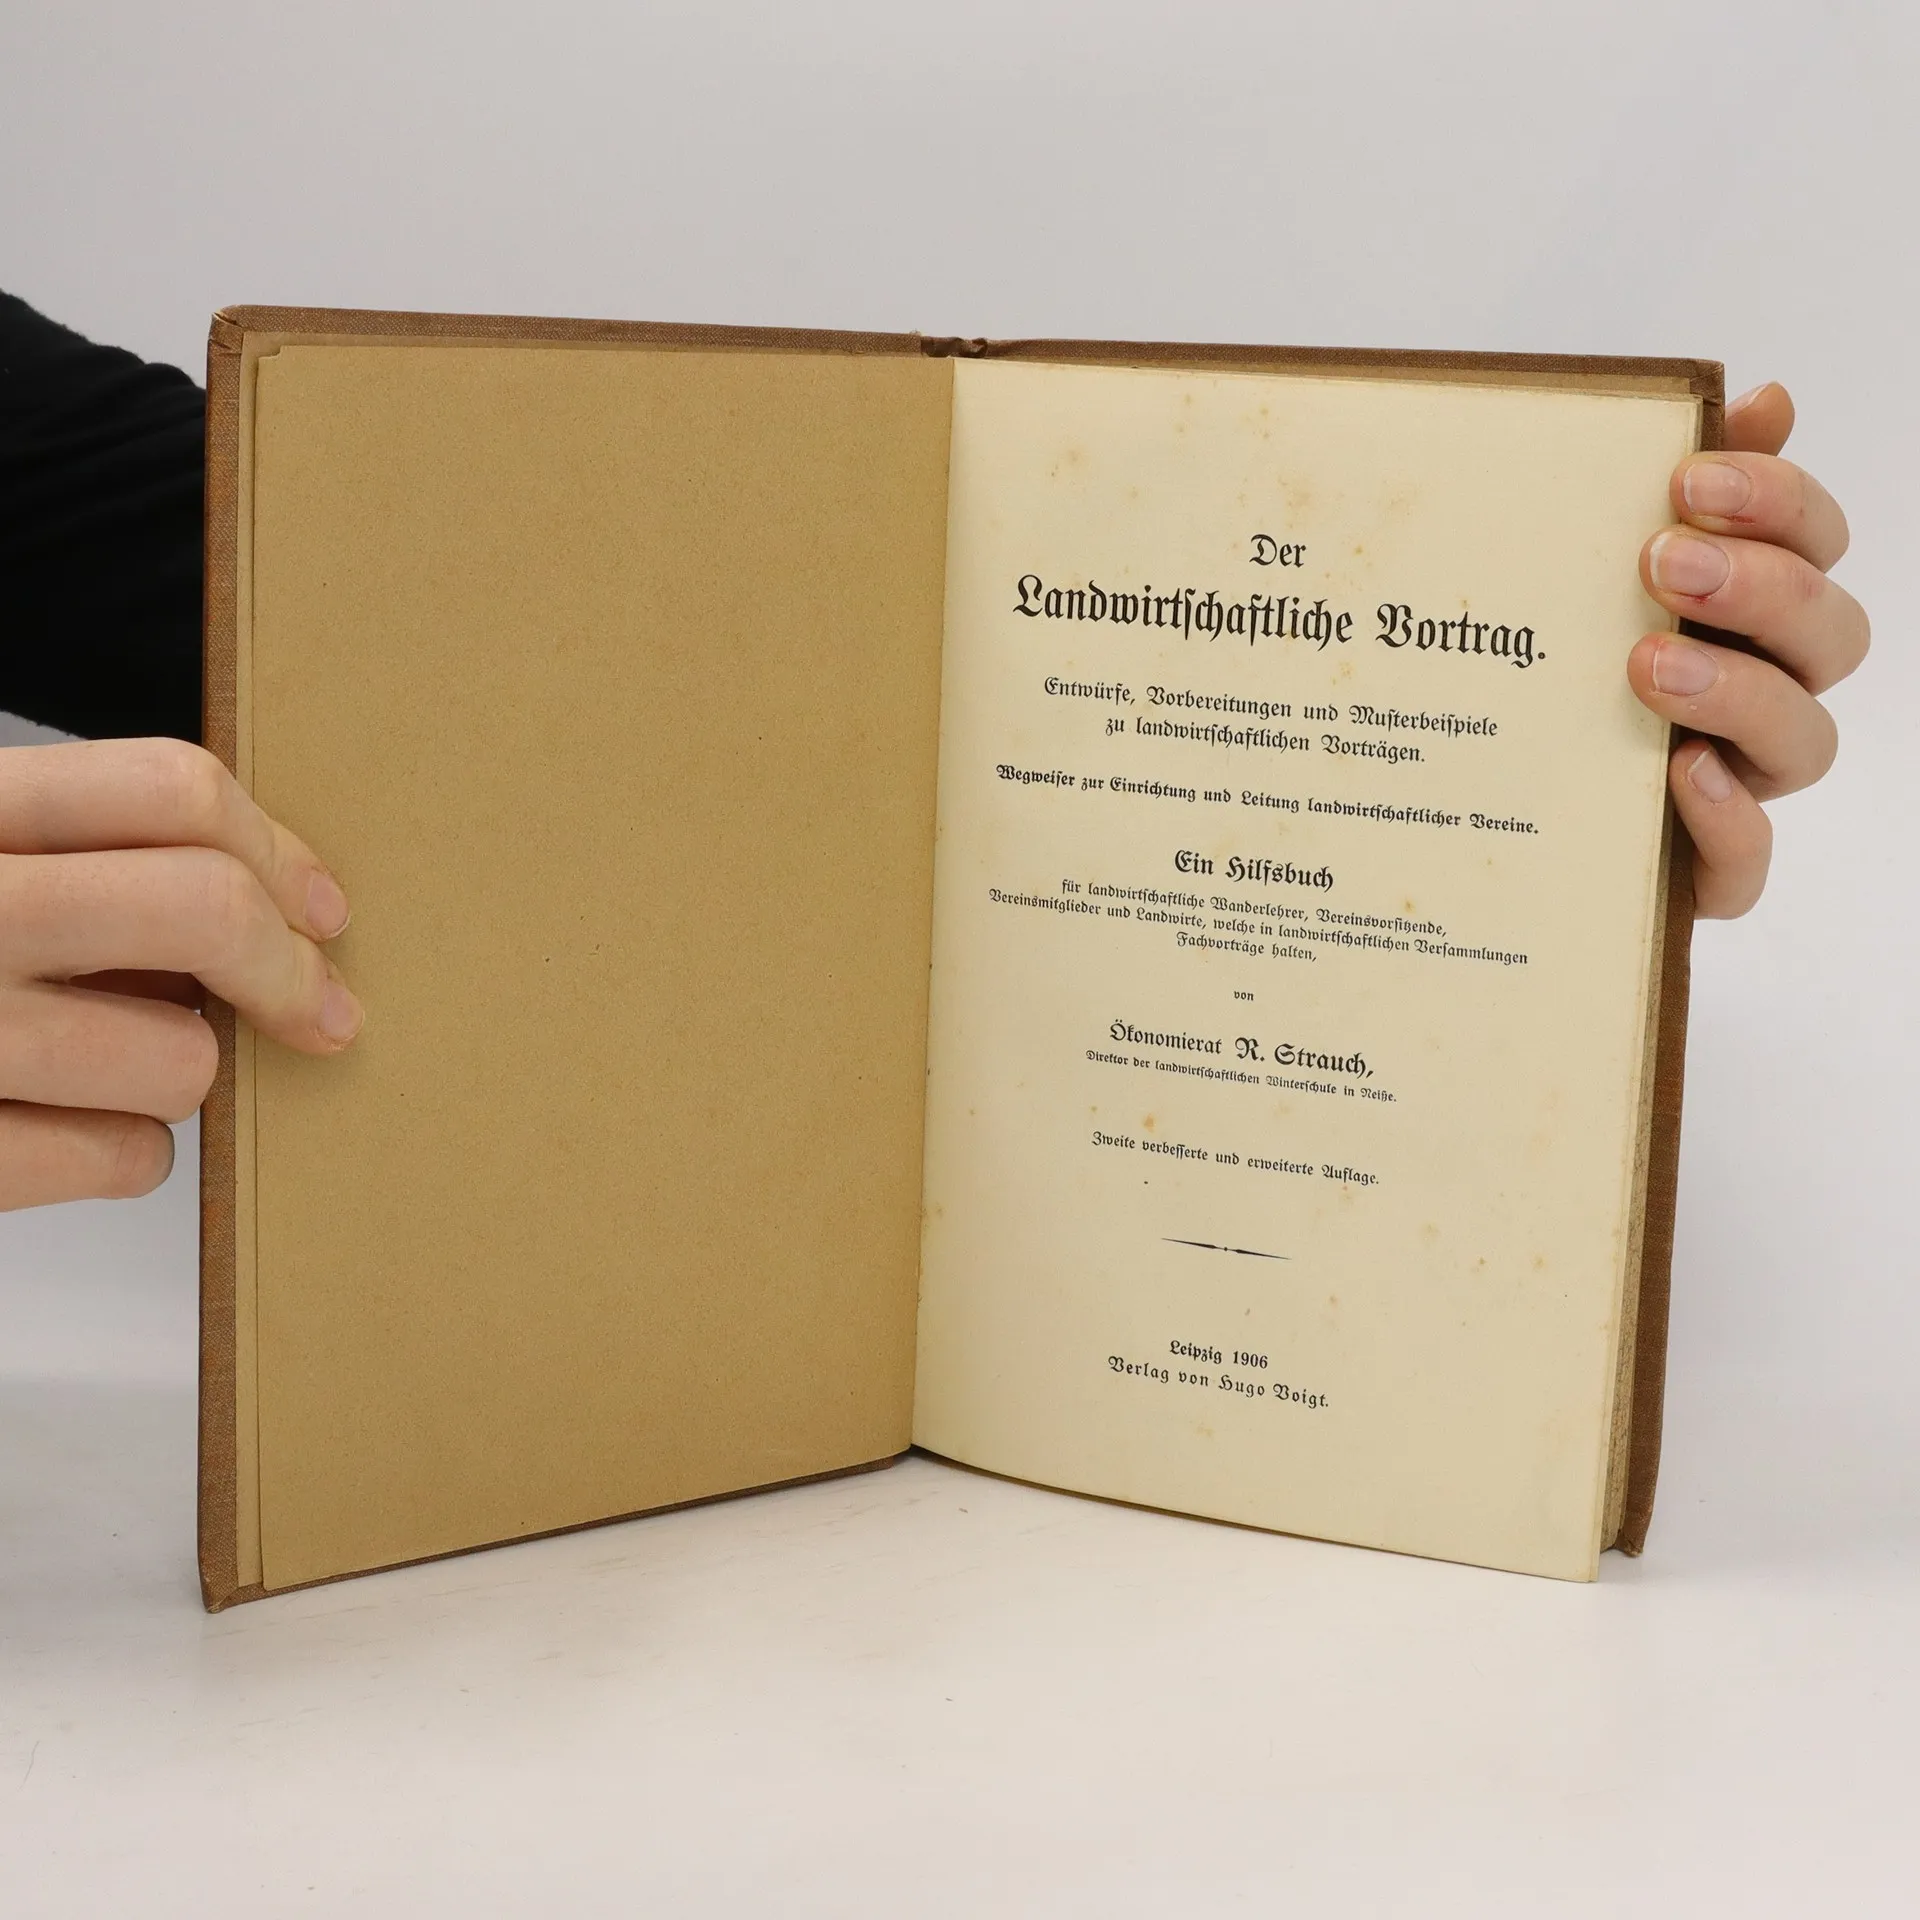 Der
Landwirtſchaftliche Vortrag.
Entwürfe, Vorbereitungen und Muſterbeiſpiele
zu landwirtſchaftlichen Vorträgen.
Wegweiſer zur Einrichtung und Leitung landwirtſchaftlicher Vereine.
Ein Hilfsbuch
für landwirtſchaftliche Wanderlehrer, Vereinsvorſitzende,
Vereinsmitglieder und Landwirte, welche in landwirtſchaftlichen Verſammlungen
Fachvorträge halten,
von
Ökonomierat R. Strauch,
Direktor der landwirtſchaftlichen Winterſchule in Neiße.
Zweite verbeſſerte und erweiterte Auflage.
Leipzig 1906
Verlag von Hugo Voigt.